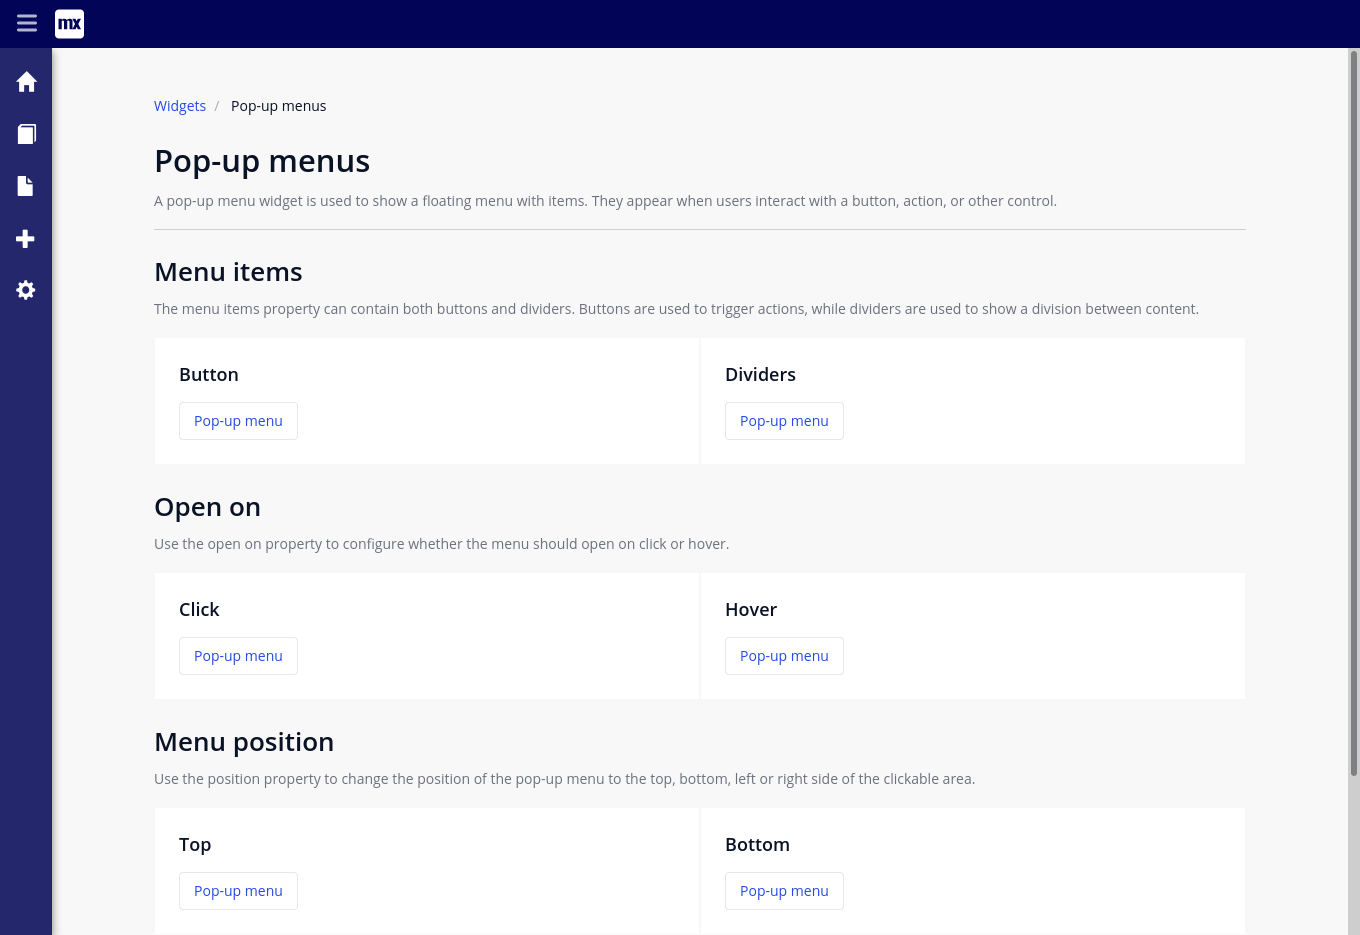 mx
Widgets / Pop-up menus
Pop-up menus
A pop-up menu widget is used to show a floating menu with items. They appear when users interact with a button, action, or other control.
Menu items
The menu items property can contain both buttons and dividers. Buttons are used to trigger actions, while dividers are used to show a division between content.
Button
Pop-up menu
Dividers
Pop-up menu
Open on
Use the open on property to configure whether the menu should open on click or hover.
Click
Pop-up menu
Hover
Pop-up menu
Menu position
Use the position property to change the position of the pop-up menu to the top, bottom, left or right side of the clickable area.
Top
Pop-up menu
Bottom
Pop-up menu